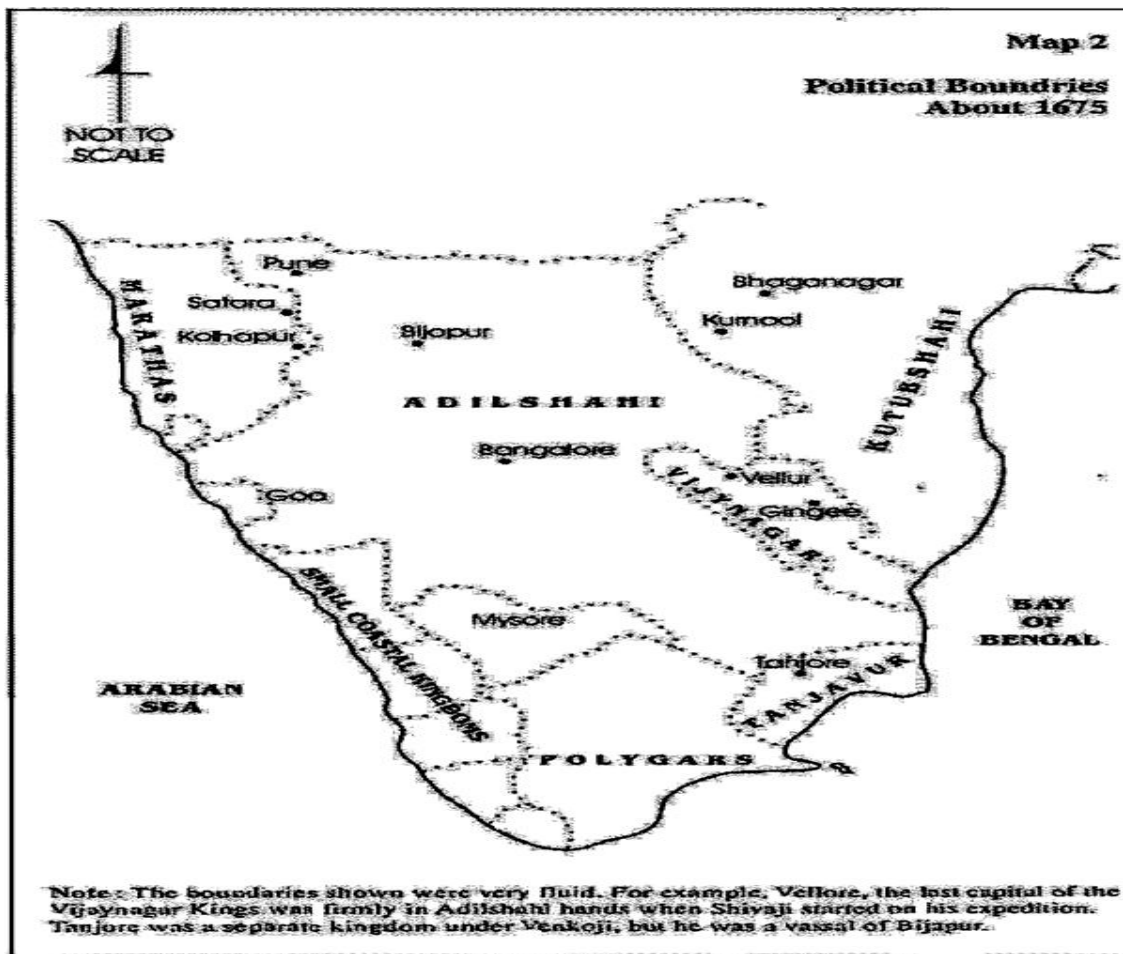 Map 2
Political Boundries
About 1675
NOT TO
SCALE
Pune
Satara
Kolhapur
MARATHAS
Bijapur
Bhaganagar
Kurnool
KUTUBSHAHI
ADILSHAHI
Bangalore
Vellur
Gingee
VIJYNAGAR
Goa
SMALL COASTAL KINGDOMS
Mysore
BAY
OF
BENGAL
Tanjore
TANJAVUR
ARABIAN
SEA
POLYGARS
Note : The boundaries shown were very fluid. For example, Vellore, the last capital of the
Vijaynagar Kings was firmly in Adilshahi hands when Shivaji started on his expedition.
Tanjore was a separate kingdom under Venkoji, but he was a vassal of Bijapur.